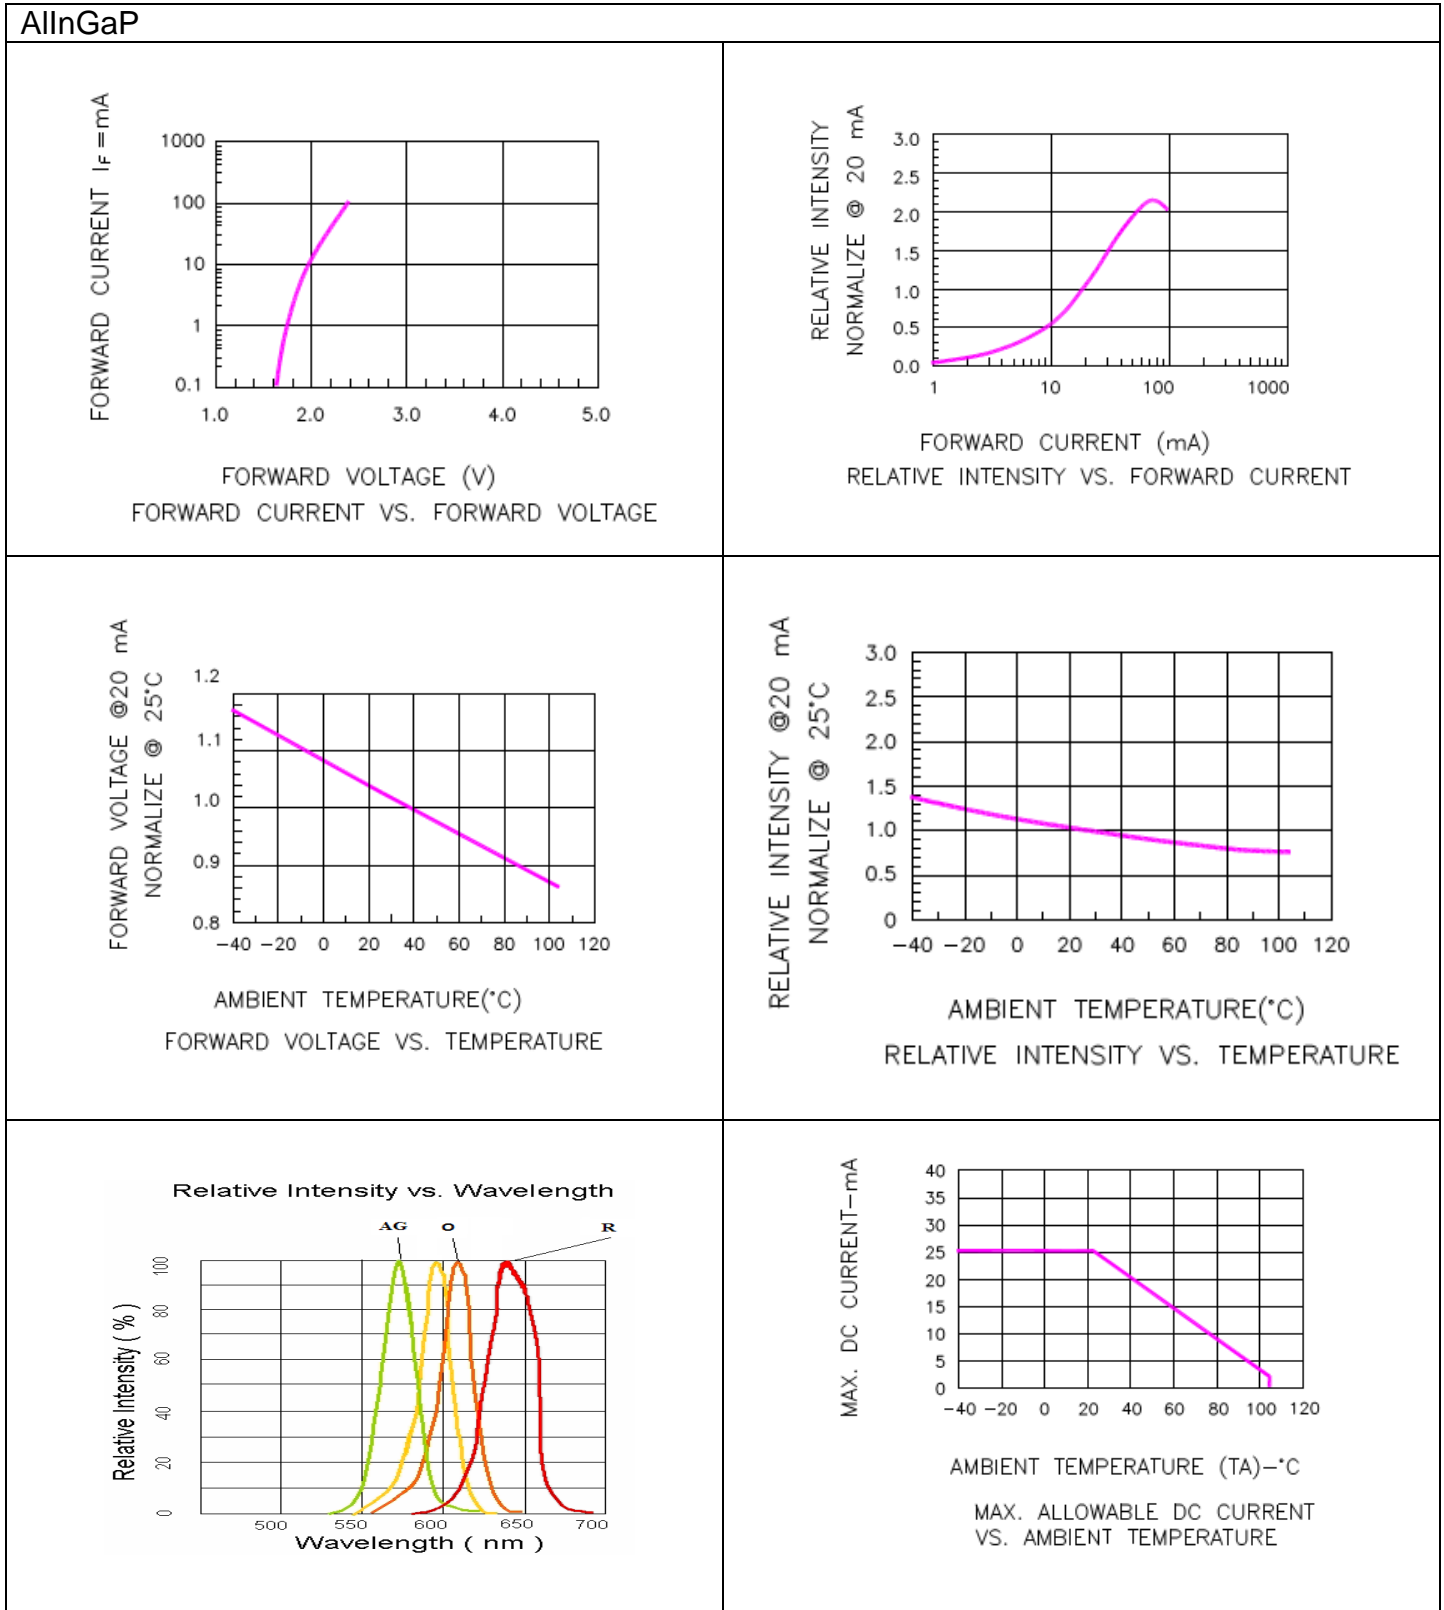 AlInGaP
FORWARD CURRENT IF=mA
1000
100
10
1
0.1
1.0 2.0 3.0 4.0 5.0
FORWARD VOLTAGE (V)
FORWARD CURRENT VS. FORWARD VOLTAGE
RELATIVE INTENSITY
NORMALIZE @ 20 mA
3.0
2.5
2.0
1.5
1.0
0.5
0.0
1 10 100 1000
FORWARD CURRENT (mA)
RELATIVE INTENSITY VS. FORWARD CURRENT
FORWARD VOLTAGE @20 mA
NORMALIZE @ 25°C
1.2
1.1
1.0
0.9
0.8
-40 -20 0 20 40 60 80 100 120
AMBIENT TEMPERATURE(°C)
FORWARD VOLTAGE VS. TEMPERATURE
RELATIVE INTENSITY @20 mA
NORMALIZE @ 25°C
3.0
2.5
2.0
1.5
1.0
0.5
0
-40 -20 0 20 40 60 80 100 120
AMBIENT TEMPERATURE(°C)
RELATIVE INTENSITY VS. TEMPERATURE
Relative Intensity vs. Wavelength
AG O R
Relative Intensity ( % )
100
80
60
40
20
0
500 550 600 650 700
Wavelength ( nm )
MAX. DC CURRENT-mA
40
35
30
25
20
15
10
5
0
-40 -20 0 20 40 60 80 100 120
AMBIENT TEMPERATURE (TA)-°C
MAX. ALLOWABLE DC CURRENT
VS. AMBIENT TEMPERATURE